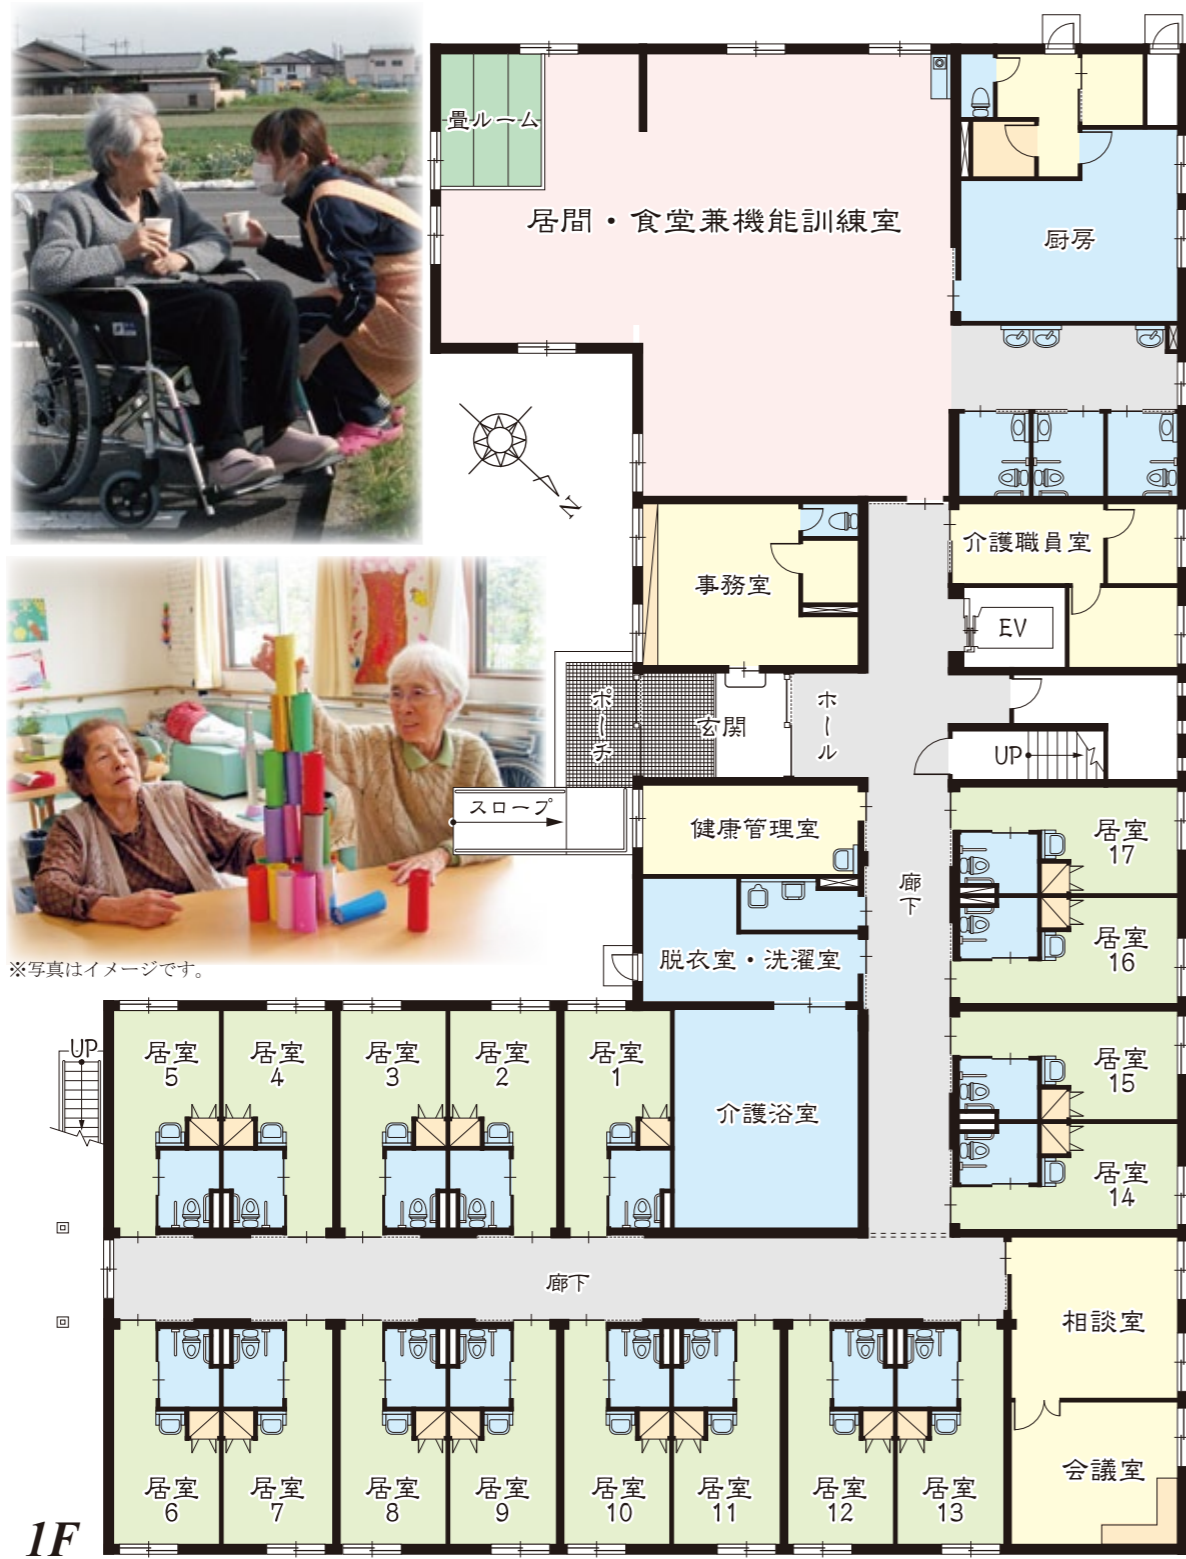 畳ルーム
居間・食堂兼機能訓練室
厨房
N
介護職員室
事務室
EV
ポーチ
玄関
ホール
UP
スロープ
健康管理室
居室
17
廊下
居室
16
脱衣室・洗濯室
※写真はイメージです。
UP
居室
5
居室
4
居室
3
居室
2
居室
1
介護浴室
居室
15
居室
14
廊下
相談室
会議室
居室
6
居室
7
居室
8
居室
9
居室
10
居室
11
居室
12
居室
13
1F